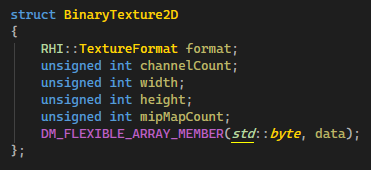 struct BinaryTexture2D
{
    RHI::TextureFormat format;
    unsigned int channelCount;
    unsigned int width;
    unsigned int height;
    unsigned int mipMapCount;
    DM_FLEXIBLE_ARRAY_MEMBER(std::byte, data);
};